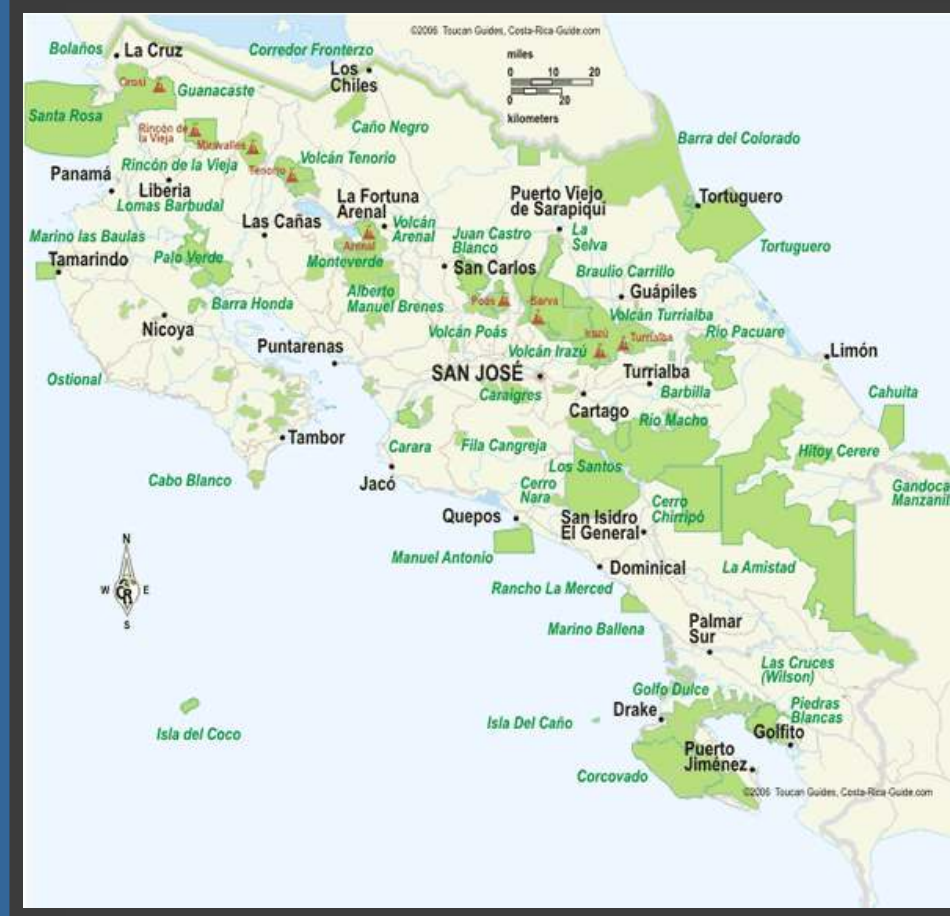 ©2006 Toucan Guides, Costa-Rica-Guide.com
Bolaños
La Cruz
Corredor Fronterzo
miles
0 10 20
0 20
kilometers
Los
Chiles
Orosi
Guanacaste
Santa Rosa
Caño Negro
Rincón de
la Vieja
Miravalles
Barra del Colorado
Rincón de la Vieja
Volcán Tenorio
Tenorio
Panamá
Liberia
Lomas Barbudal
La Fortuna
Arenal
Puerto Viejo
de Sarapiquí
Tortuguero
Las Cañas
Volcán
Arenal
Juan Castro
Blanco
La
Selva
Marino las Baulas
Tamarindo
Palo Verde
Arenal
Monteverde
San Carlos
Tortuguero
Braulio Carrillo
Barra Honda
Alberto
Manuel Brenes
Poás
Barva
Guápiles
Nicoya
Volcán Poás
Volcán Turrialba
Irazú
Turrialba
Rio Pacuare
Puntarenas
Volcán Irazú
Limón
Ostional
SAN JOSÉ
Turrialba
Caraigres
Cartago
Barbilla
Cahuita
Rio Macho
Tambor
Carara
Fila Cangreja
Hitoy Cerere
Cabo Blanco
Jacó
Los Santos
Cerro
Nara
Cerro
Chirripó
Gandoca
Manzanil
Quepos
San Isidro
El General
Manuel Antonio
Dominical
La Amistad
N
W E
S
CR
Rancho La Merced
Marino Ballena
Palmar
Sur
Las Cruces
(Wilson)
Golfo Dulce
Piedras
Blancas
Isla del Coco
Isla Del Caño
Drake
Golfito
Puerto
Jiménez
Corcovado
©2006 Toucan Guides, Costa-Rica-Guide.com